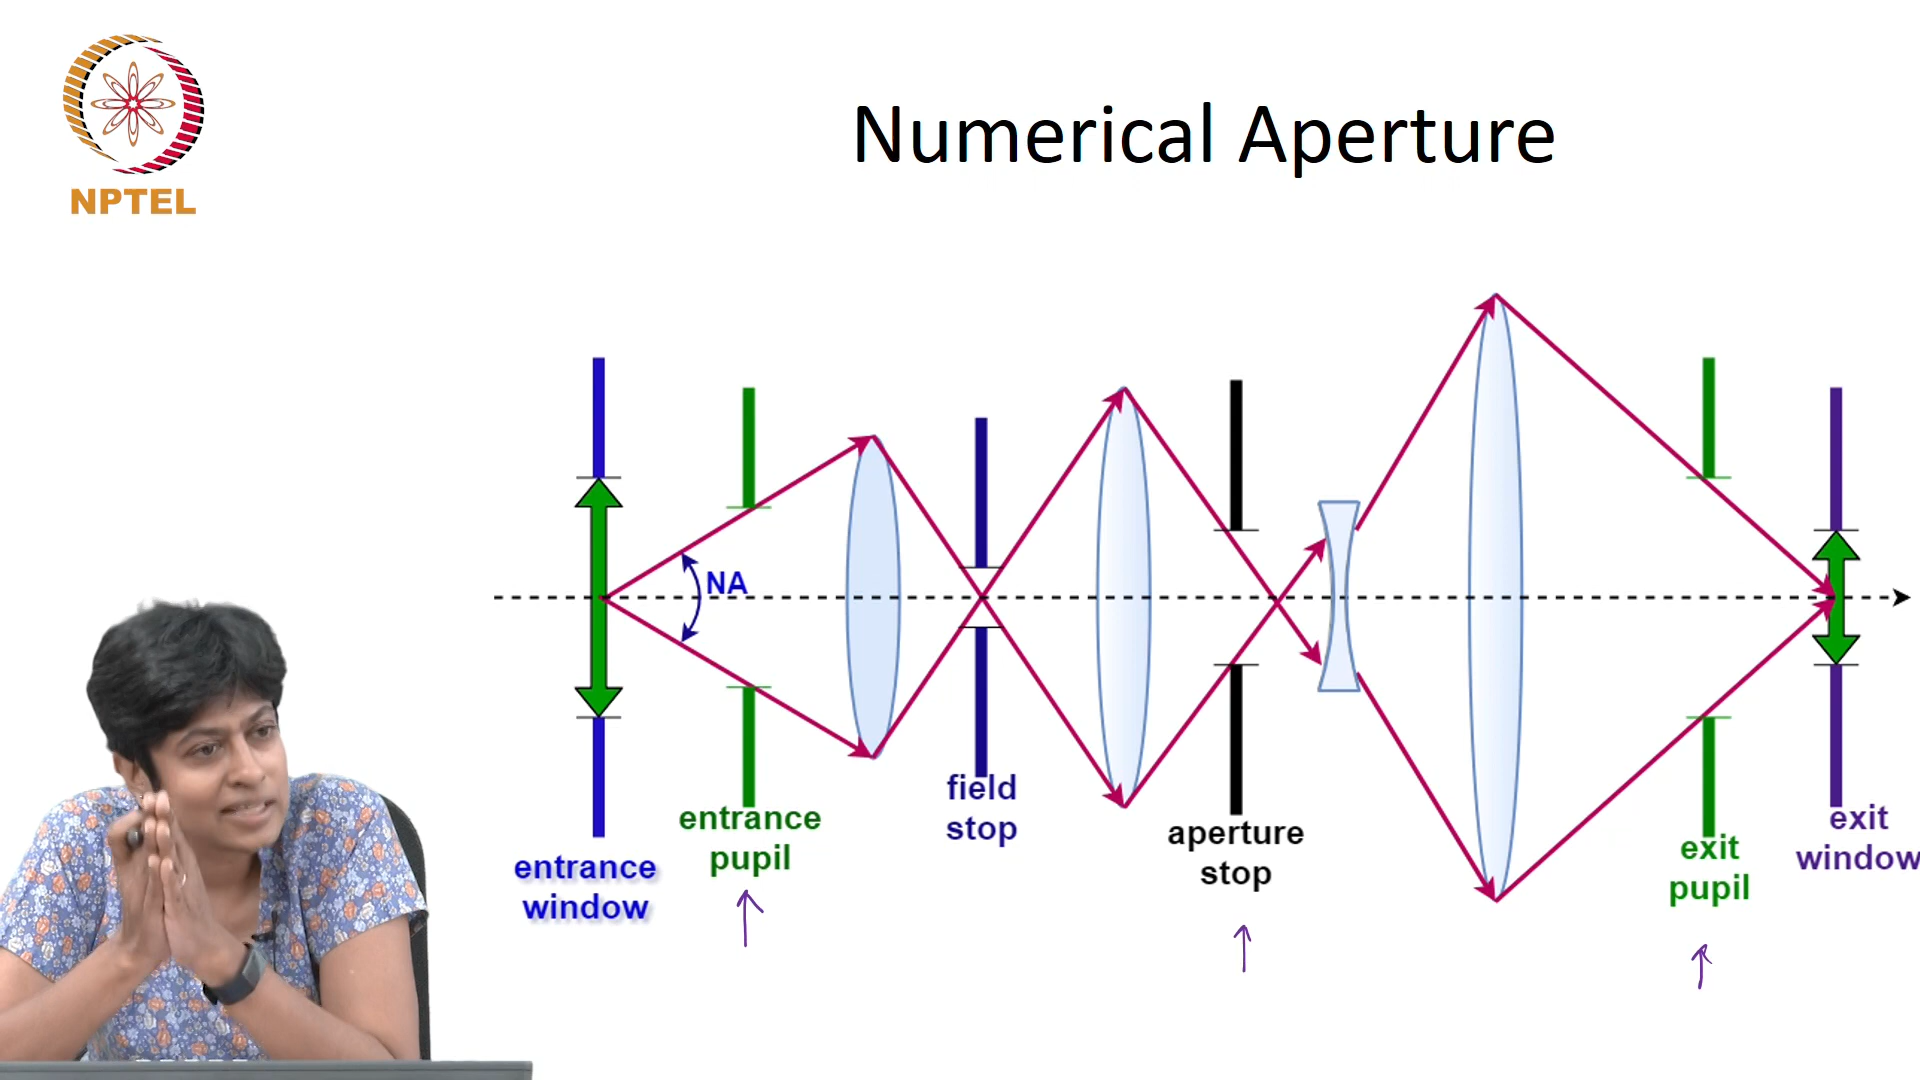 NPTEL
Numerical Aperture
NA
entrance
window
entrance
pupil
field
stop
aperture
stop
exit
pupil
exit
window